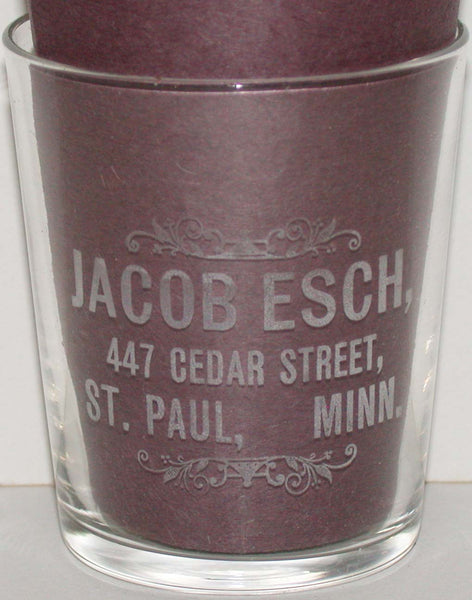 JACOB ESCH,
447 CEDAR STREET,
ST. PAUL, MINN.